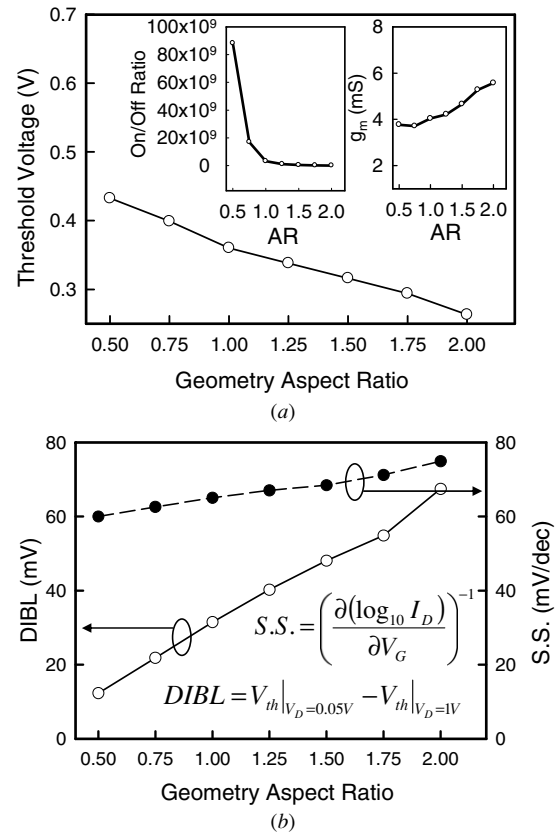 0.7
0.6
0.5
0.4
0.3
Threshold Voltage (V)
100x10⁹
80x10⁹
60x10⁹
40x10⁹
20x10⁹
0
On/Off Ratio
0.5 1.0 1.5 2.0
AR
8
6
4
2
gₘ (mS)
0.5 1.0 1.5 2.0
AR
0.50 0.75 1.00 1.25 1.50 1.75 2.00
Geometry Aspect Ratio
(a)
80
60
40
20
0
DIBL (mV)
80
60
40
20
0
S.S. (mV/dec)
S.S. = (∂(log₁₀ I_D) / ∂V_G)⁻¹
DIBL = V_th|_{V_D=0.05V} − V_th|_{V_D=1V}
0.50 0.75 1.00 1.25 1.50 1.75 2.00
Geometry Aspect Ratio
(b)